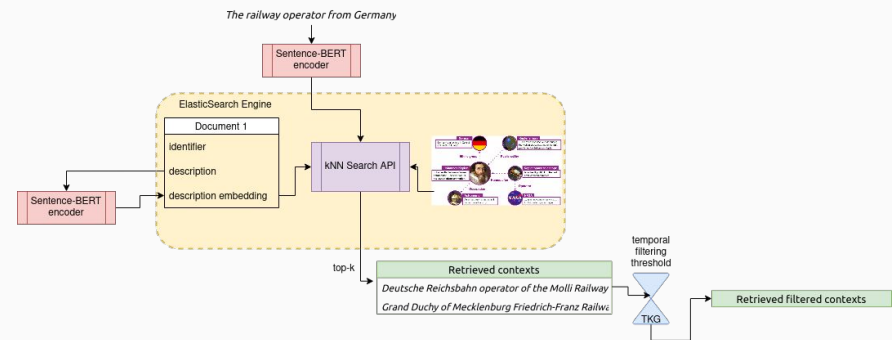 The railway operator from Germany
Sentence-BERT
encoder
ElasticSearch Engine
Document 1
identifier
description
description embedding
kNN Search API
Sentence-BERT
encoder
top-k
Retrieved contexts
Deutsche Reichsbahn operator of the Molli Railway
Grand Duchy of Mecklenburg Friedrich-Franz Railwa
temporal
filtering
threshold
TKG
Retrieved filtered contexts